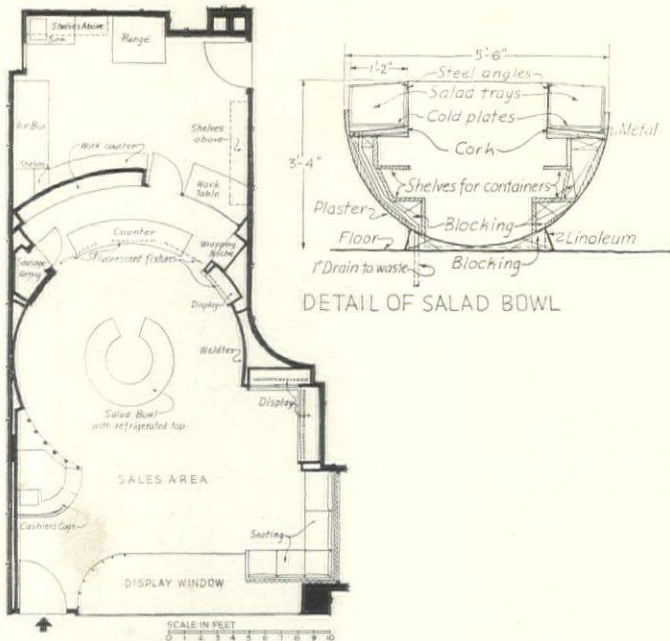 Shelves Above
Sink
Range
Ice Box
Shelves
above
Shelves
Work counter
Work
Table
Counter
Wrapping
Niche
Fluorescent fixtures
Display
Weldtex
Salad Bowl
with refrigerated top
Display
SALES AREA
Cashiers Cage
Seating
DISPLAY WINDOW
SCALE IN FEET
0 1 2 3 4 5 6 7 8 9 10
5'-6"
1'-2"
Steel angles
Salad trays
Cold plates
Metal
Cork
3'-4"
Shelves for containers
Plaster
Blocking
Floor
Linoleum
1" Drain to waste
Blocking
DETAIL OF SALAD BOWL